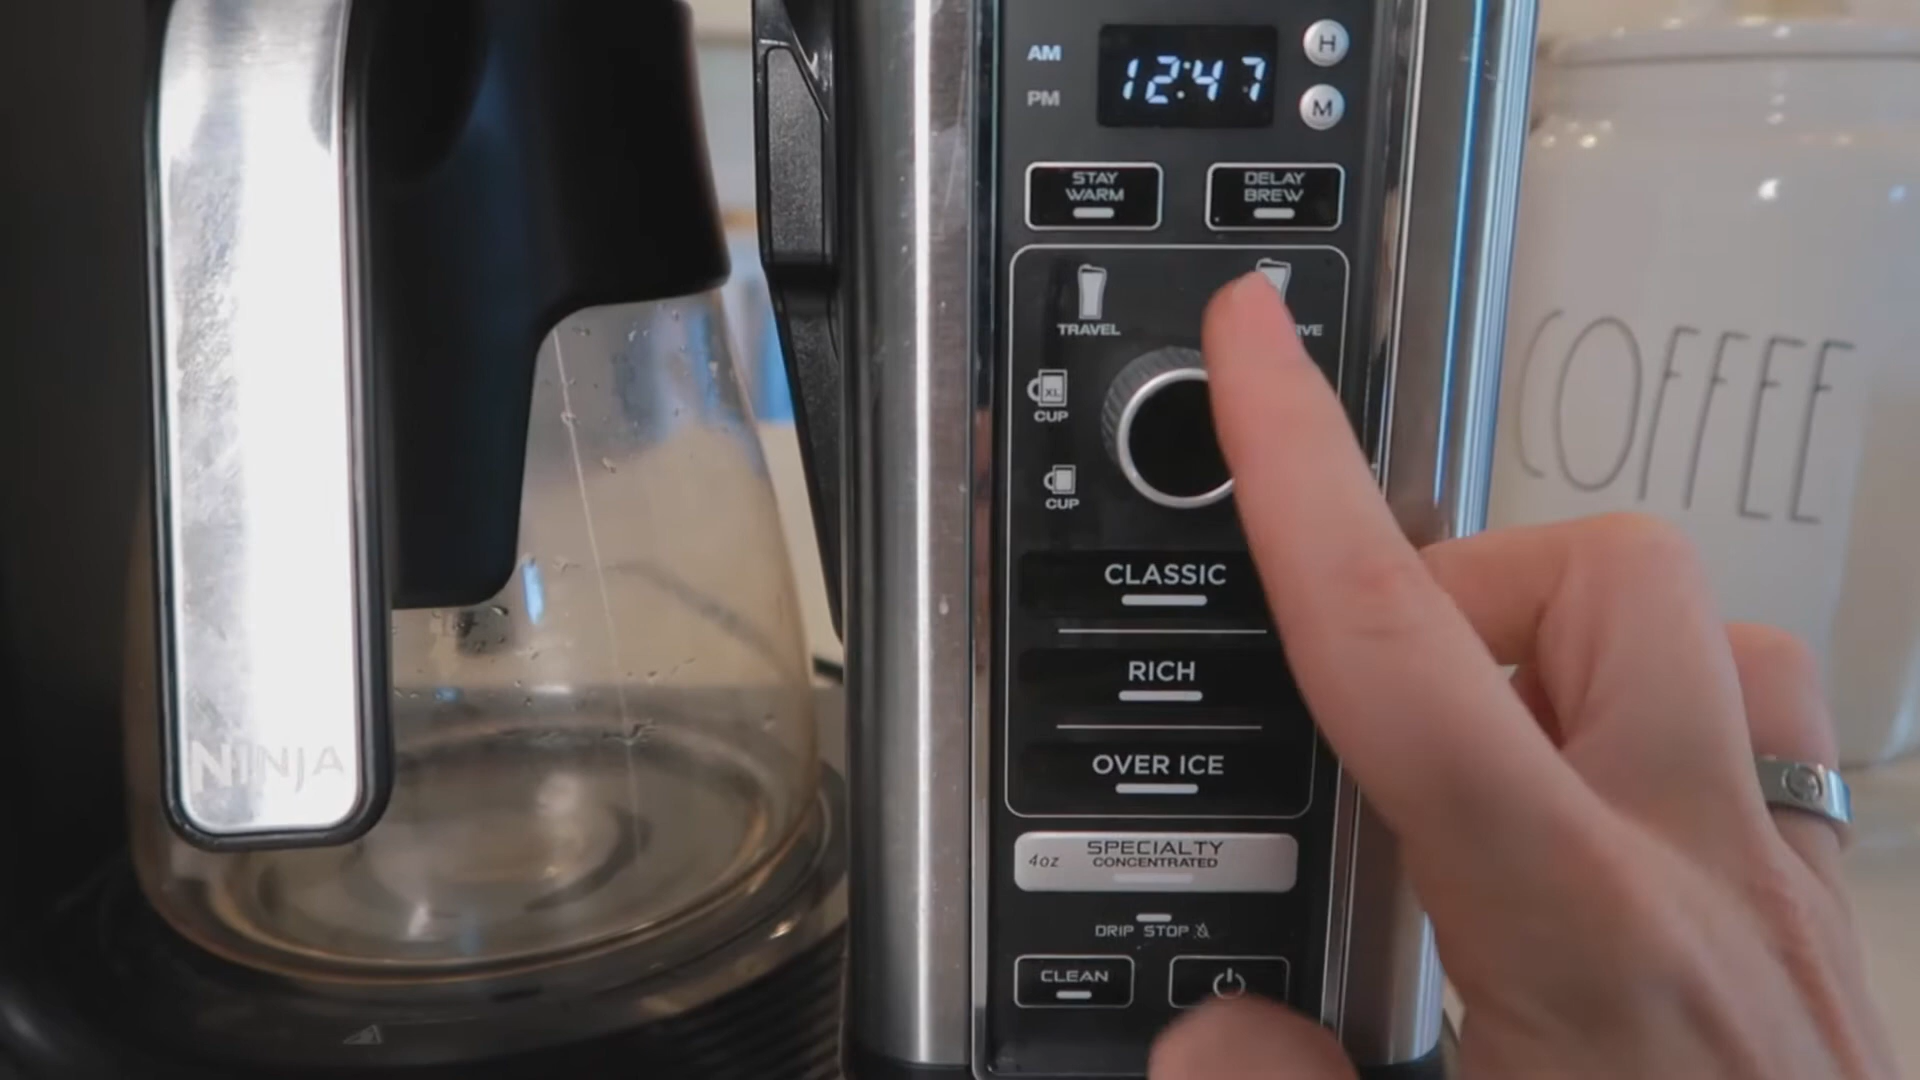 AM
12:47
H
PM
M
STAY
WARM
DELAY
BREW
TRAVEL
XL
CUP
CUP
COFFEE
CLASSIC
RICH
OVER ICE
NINJA
4oz
SPECIALTY
CONCENTRATED
DRIP STOP
CLEAN